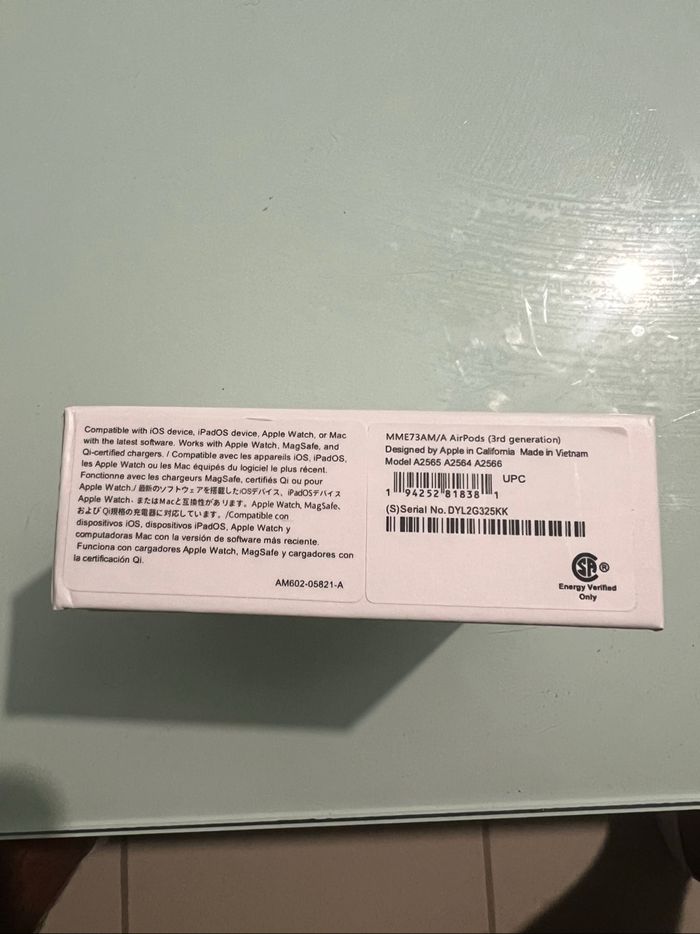 Compatible with iOS device, iPadOS device, Apple Watch, or Mac
with the latest software. Works with Apple Watch, MagSafe, and
Qi-certified chargers. / Compatible avec les appareils iOS, iPadOS,
les Apple Watch ou les Mac équipés du logiciel le plus récent.
Fonctionne avec les chargeurs MagSafe, certifiés Qi ou pour
Apple Watch./ 最新のソフトウェアを搭載したiOSデバイス、iPadOSデバイス
Apple Watch、またはMacと互換性があります。Apple Watch, MagSafe、
および Qi規格の充電器に対応しています。/Compatible con
dispositivos iOS, dispositivos iPadOS, Apple Watch y
computadoras Mac con la versión de software más reciente.
Funciona con cargadores Apple Watch, MagSafe y cargadores con
la certificación Qi.
AM602-05821-A
MME73AM/A AirPods (3rd generation)
Designed by Apple in California Made in Vietnam
Model A2565 A2564 A2566
UPC
1 94252 81838 1
(S)Serial No. DYL2G325KK
SA ®
Energy Verified
Only